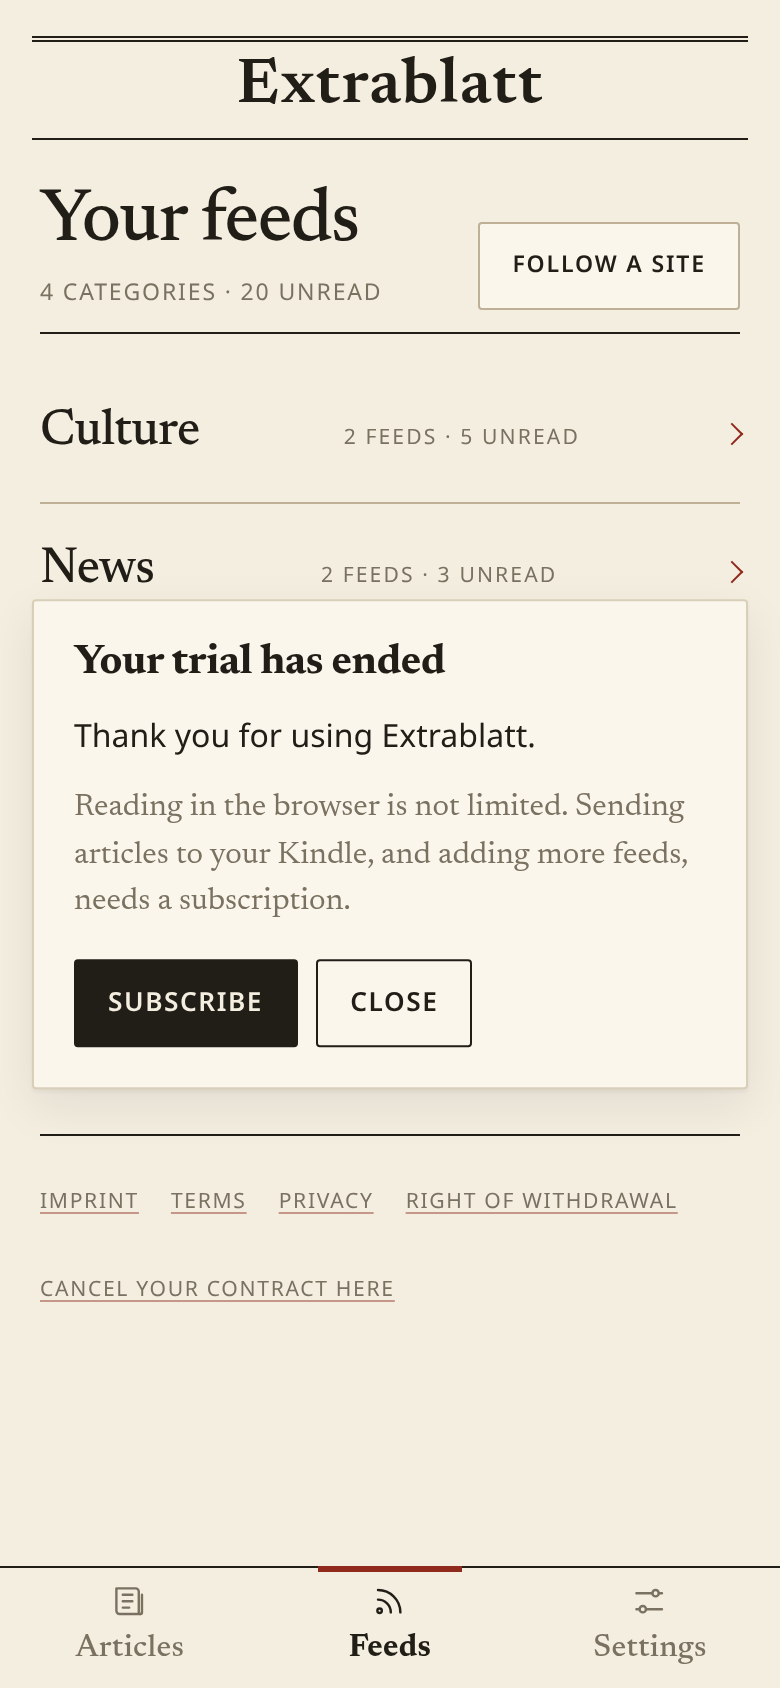 Extrablatt
Your feeds
4 CATEGORIES · 20 UNREAD
FOLLOW A SITE
Culture
2 FEEDS · 5 UNREAD
News
2 FEEDS · 3 UNREAD
Your trial has ended
Thank you for using Extrablatt.
Reading in the browser is not limited. Sending
articles to your Kindle, and adding more feeds,
needs a subscription.
SUBSCRIBE
CLOSE
IMPRINT
TERMS
PRIVACY
RIGHT OF WITHDRAWAL
CANCEL YOUR CONTRACT HERE
Articles
Feeds
Settings